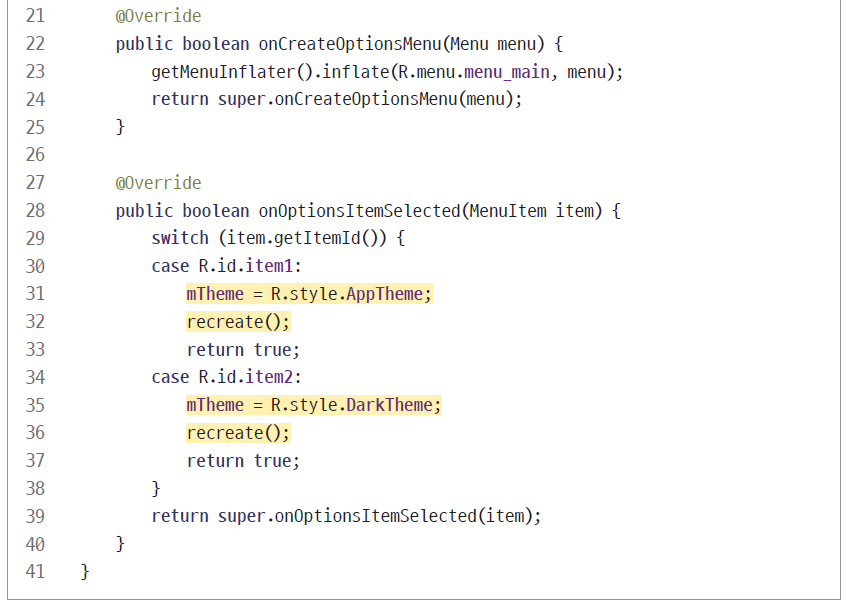 21 @Override
22 public boolean onCreateOptionsMenu(Menu menu) {
23 getMenuInflater().inflate(R.menu.menu_main, menu);
24 return super.onCreateOptionsMenu(menu);
25 }
26
27 @Override
28 public boolean onOptionsItemSelected(MenuItem item) {
29 switch (item.getItemId()) {
30 case R.id.item1:
31 mTheme = R.style.AppTheme;
32 recreate();
33 return true;
34 case R.id.item2:
35 mTheme = R.style.DarkTheme;
36 recreate();
37 return true;
38 }
39 return super.onOptionsItemSelected(item);
40 }
41 }